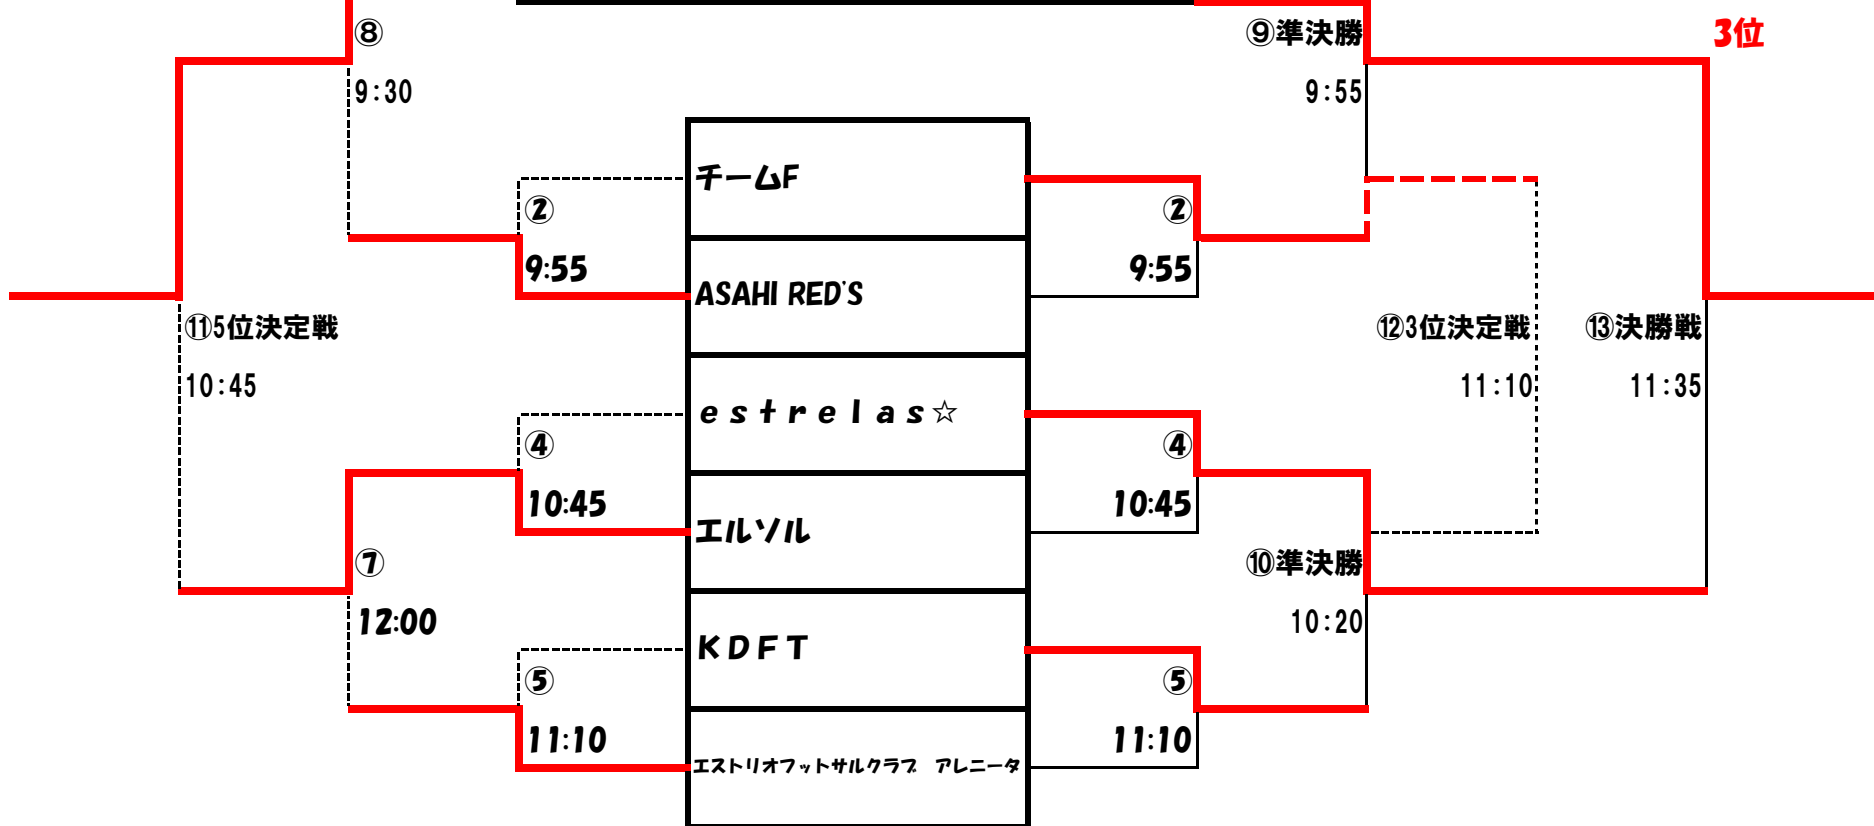 ⑧
⑨準決勝
3位
9:30
9:55
チームF
②
②
9:55
9:55
ASAHI RED'S
⑪5位決定戦
⑫3位決定戦
⑬決勝戦
10:45
11:10
11:35
ｅｓｔｒｅｌａｓ☆
④
④
10:45
10:45
エルソル
⑦
⑩準決勝
12:00
10:20
ＫＤＦＴ
⑤
⑤
11:10
11:10
エストリオフットサルクラブ　アレニータ